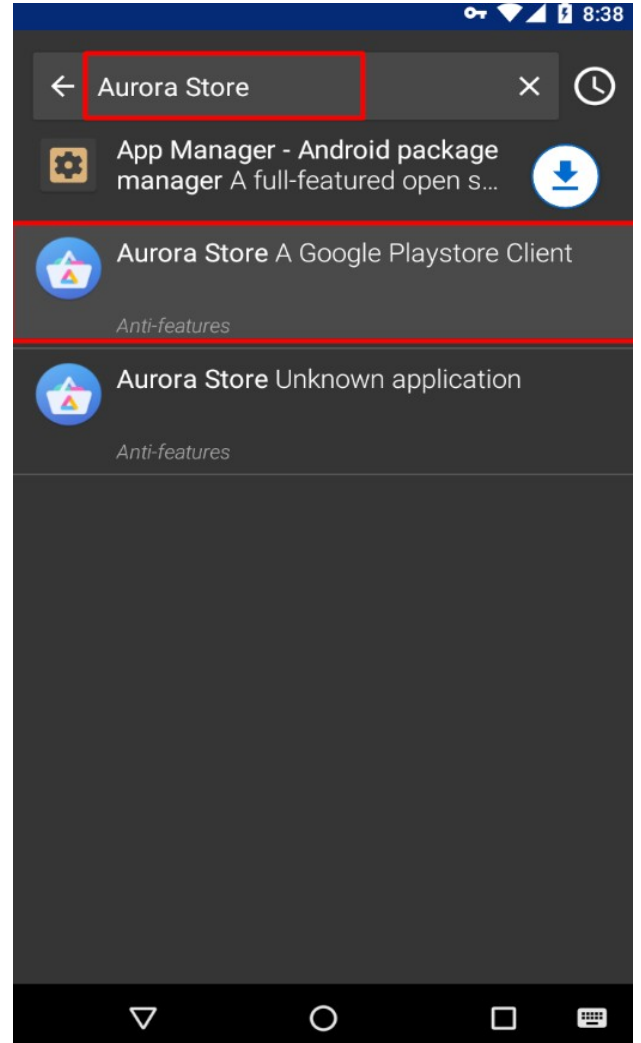 8:38
Aurora Store
App Manager - Android package
manager A full-featured open s...
Aurora Store A Google Playstore Client
Anti-features
Aurora Store Unknown application
Anti-features